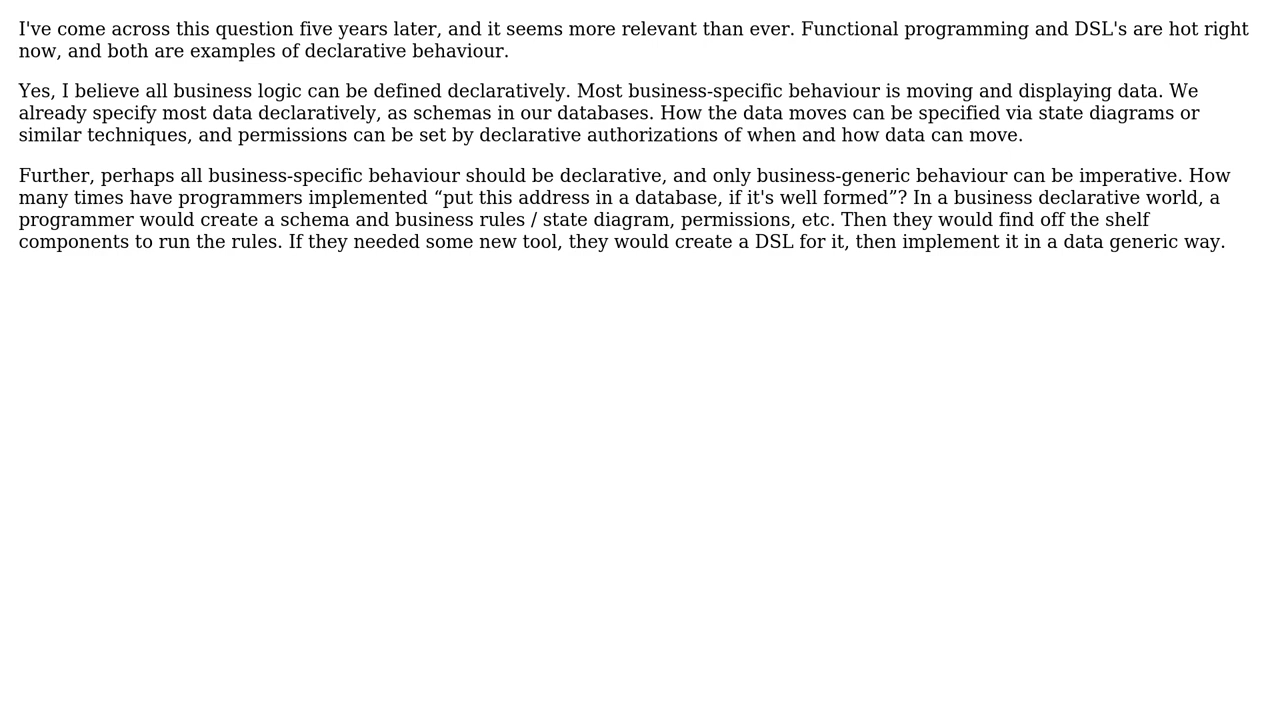 I've come across this question five years later, and it seems more relevant than ever. Functional programming and DSL's are hot right
now, and both are examples of declarative behaviour.
Yes, I believe all business logic can be defined declaratively. Most business-specific behaviour is moving and displaying data. We
already specify most data declaratively, as schemas in our databases. How the data moves can be specified via state diagrams or
similar techniques, and permissions can be set by declarative authorizations of when and how data can move.
Further, perhaps all business-specific behaviour should be declarative, and only business-generic behaviour can be imperative. How
many times have programmers implemented “put this address in a database, if it's well formed”? In a business declarative world, a
programmer would create a schema and business rules / state diagram, permissions, etc. Then they would find off the shelf
components to run the rules. If they needed some new tool, they would create a DSL for it, then implement it in a data generic way.